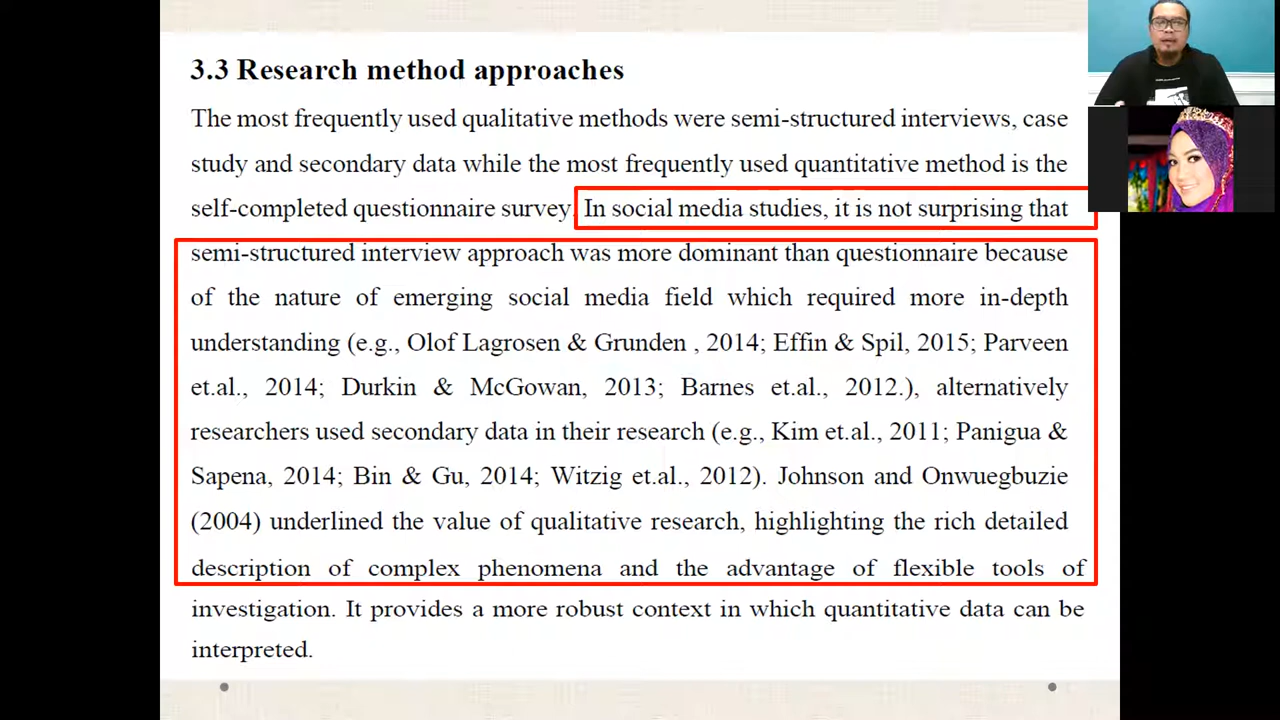 3.3 Research method approaches
The most frequently used qualitative methods were semi-structured interviews, case
study and secondary data while the most frequently used quantitative method is the
self-completed questionnaire survey. In social media studies, it is not surprising that
semi-structured interview approach was more dominant than questionnaire because
of the nature of emerging social media field which required more in-depth
understanding (e.g., Olof Lagrosen & Grunden , 2014; Effin & Spil, 2015; Parveen
et.al., 2014; Durkin & McGowan, 2013; Barnes et.al., 2012.), alternatively
researchers used secondary data in their research (e.g., Kim et.al., 2011; Panigua &
Sapena, 2014; Bin & Gu, 2014; Witzig et.al., 2012). Johnson and Onwuegbuzie
(2004) underlined the value of qualitative research, highlighting the rich detailed
description of complex phenomena and the advantage of flexible tools of
investigation. It provides a more robust context in which quantitative data can be
interpreted.